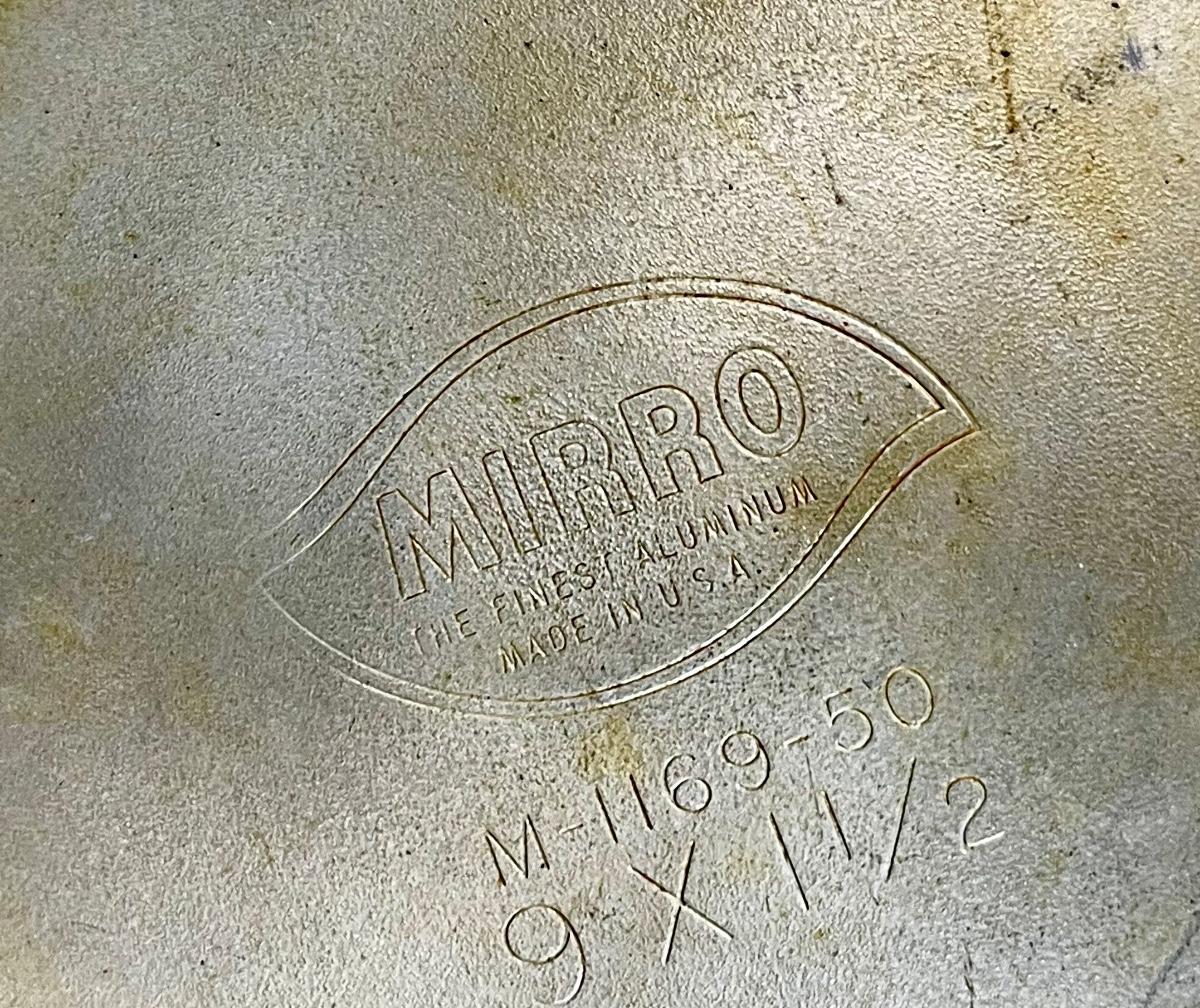 MIRRO
THE FINEST ALUMINUM
MADE IN U.S.A.
M-1169-50
9 X 1 1/2